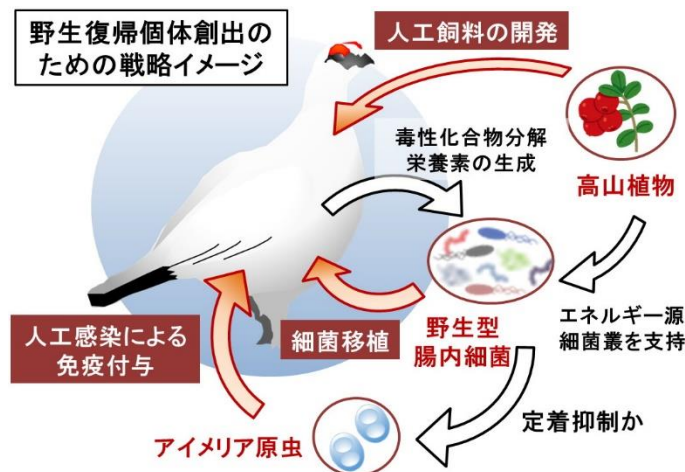 野生復帰個体創出の
ための戦略イメージ
人工飼料の開発
毒性化合物分解
栄養素の生成
高山植物
エネルギー源
細菌叢を支持
野生型
腸内細菌
細菌移植
人工感染による
免疫付与
定着抑制か
アイメリア原虫